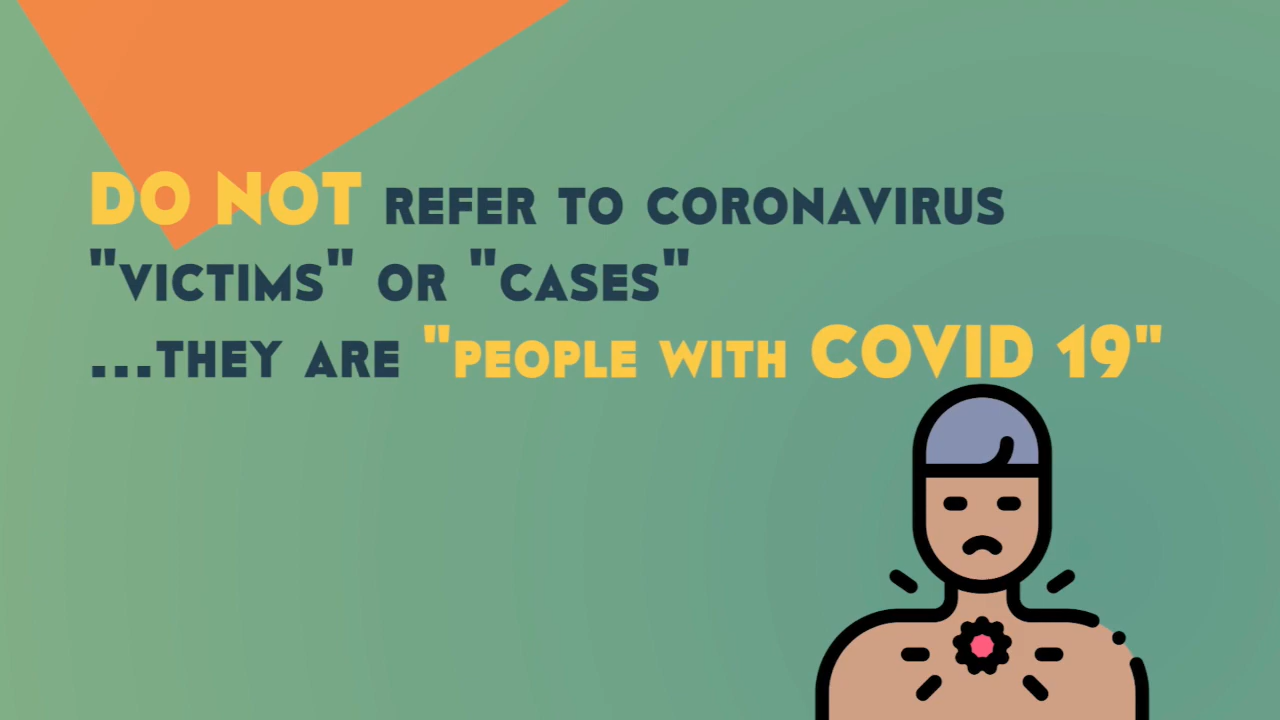 DO NOT REFER TO CORONAVIRUS
"VICTIMS" OR "CASES"
...THEY ARE "PEOPLE WITH COVID 19"